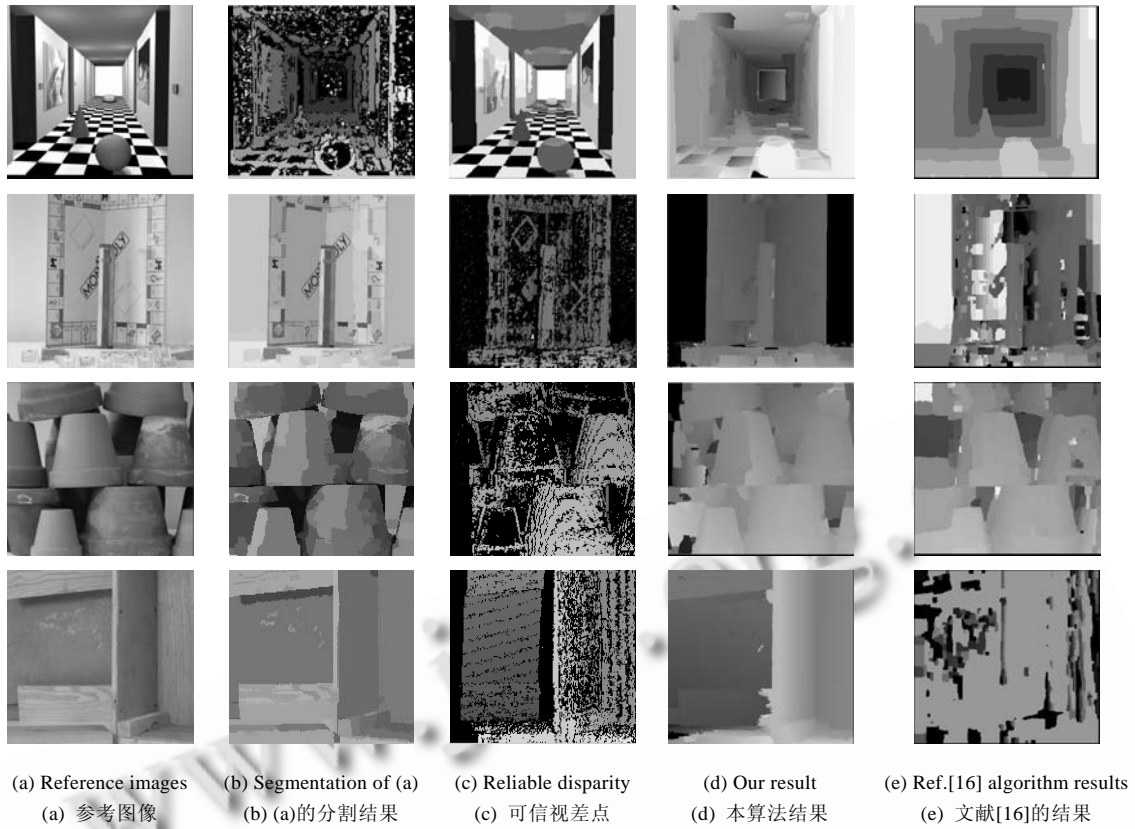 (a) Reference images (b) Segmentation of (a) (c) Reliable disparity (d) Our result (e) Ref.[16] algorithm results
(a) 参考图像 (b) (a)的分割结果 (c) 可信视差点 (d) 本算法结果 (e) 文献[16]的结果